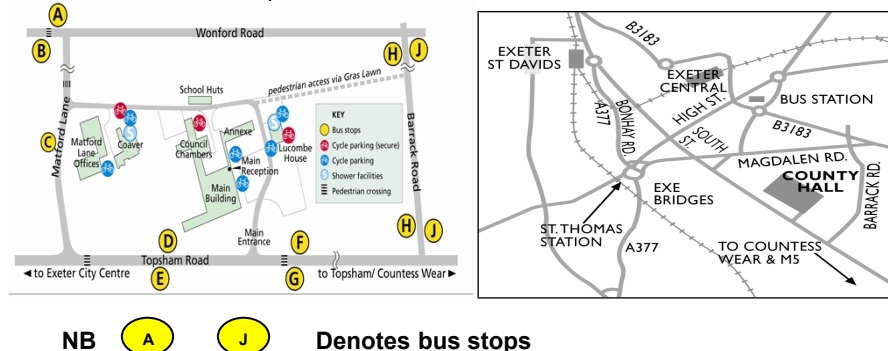 A
Wonford Road
B
H
J
School Huts
pedestrian access via Gras Lawn
Matford Lane
C
Matford
Lane
Offices
Coaver
S
Council
Chambers
Annexe
Main
Reception
S
Lucombe
House
Main
Building
KEY
Bus stops
Cycle parking (secure)
Cycle parking
S Shower facilities
Pedestrian crossing
Barrack Road
H
J
Main
Entrance
D
F
Topsham Road
E
G
to Exeter City Centre
to Topsham/ Countess Wear
B3183
EXETER
ST DAVIDS
EXETER
CENTRAL
A377
BONHAY RD.
HIGH ST.
BUS STATION
SOUTH
ST.
B3183
MAGDALEN RD.
COUNTY
HALL
BARRACK RD.
EXE
BRIDGES
ST. THOMAS
STATION
A377
TO COUNTESS
WEAR & M5
NB A J Denotes bus stops